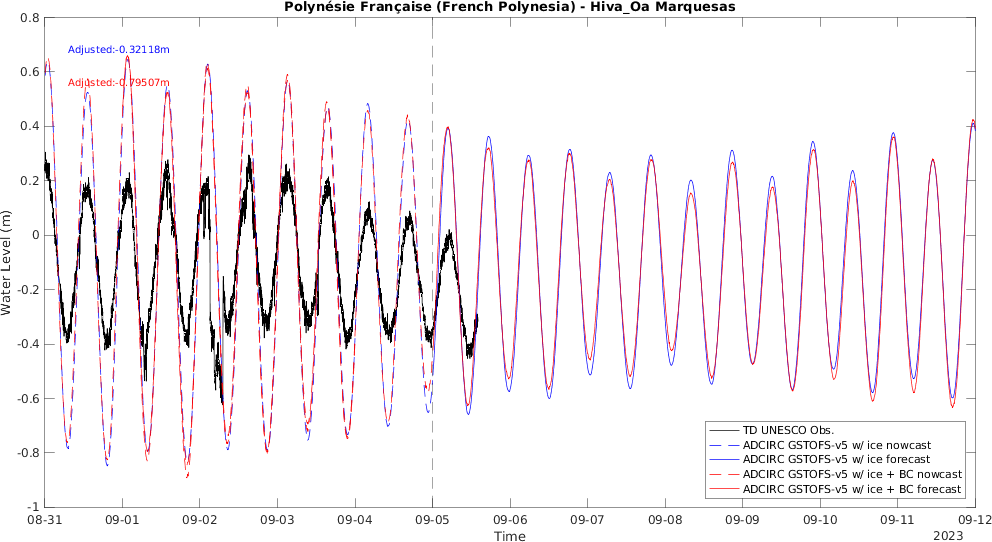 Polynésie Française (French Polynesia) - Hiva_Oa Marquesas
Adjusted:-0.32118m
Adjusted:-0.79507m
Water Level (m)
0.8
0.6
0.4
0.2
0
-0.2
-0.4
-0.6
-0.8
-1
TD UNESCO Obs.
ADCIRC GSTOFS-v5 w/ ice nowcast
ADCIRC GSTOFS-v5 w/ ice forecast
ADCIRC GSTOFS-v5 w/ ice + BC nowcast
ADCIRC GSTOFS-v5 w/ ice + BC forecast
08-31 09-01 09-02 09-03 09-04 09-05 09-06 09-07 09-08 09-09 09-10 09-11 09-12
Time
2023